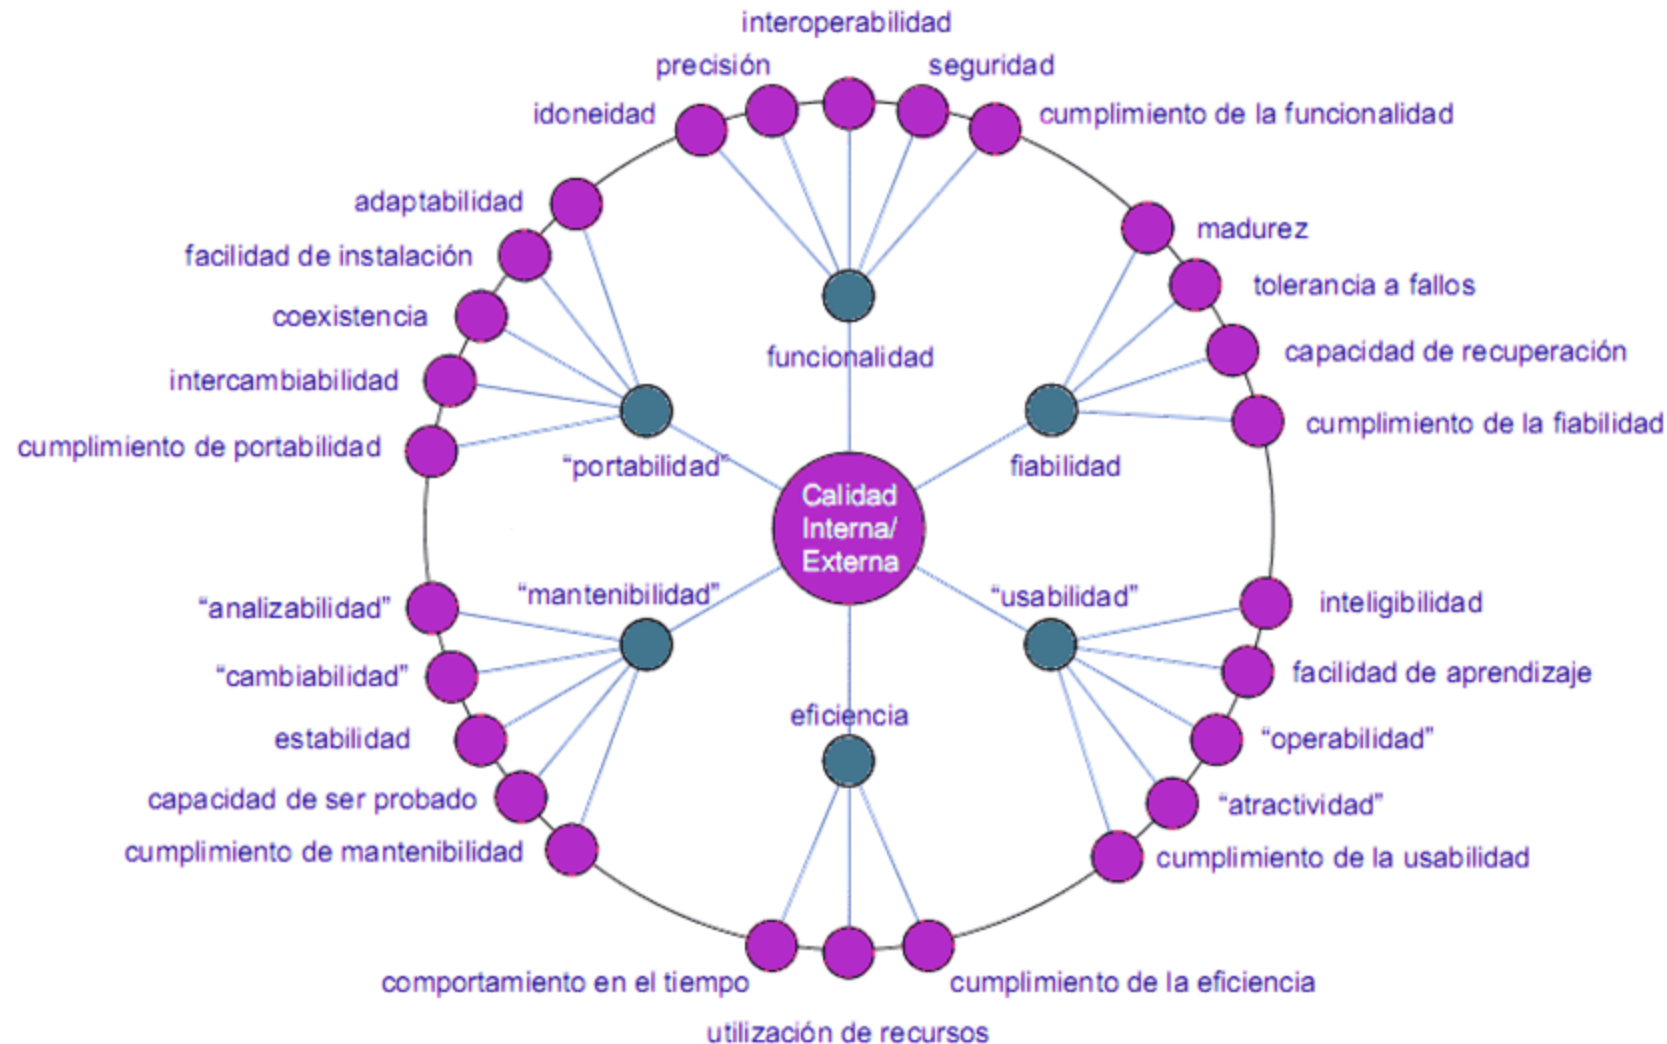 interoperabilidad
precisión
seguridad
idoneidad
cumplimiento de la funcionalidad
adaptabilidad
madurez
facilidad de instalación
tolerancia a fallos
coexistencia
funcionalidad
capacidad de recuperación
intercambiabilidad
cumplimiento de portabilidad
cumplimiento de la fiabilidad
“portabilidad”
fiabilidad
Calidad
Interna/
Externa
“analizabilidad”
“mantenibilidad”
“usabilidad”
inteligibilidad
“cambiabilidad”
facilidad de aprendizaje
eficiencia
estabilidad
“operabilidad”
capacidad de ser probado
“atractividad”
cumplimiento de mantenibilidad
cumplimiento de la usabilidad
comportamiento en el tiempo
cumplimiento de la eficiencia
utilización de recursos